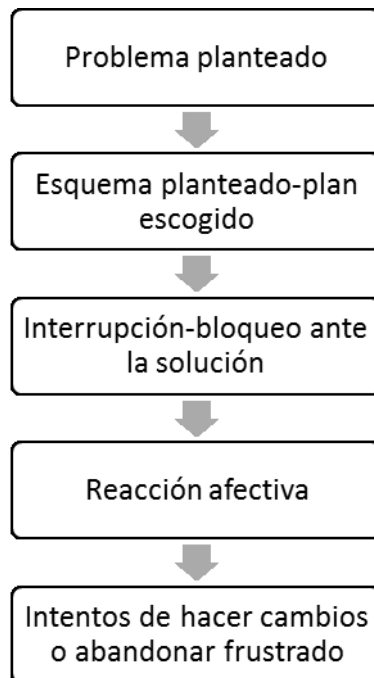 Problema planteado
Esquema planteado-plan
escogido
Interrupción-bloqueo ante
la solución
Reacción afectiva
Intentos de hacer cambios
o abandonar frustrado